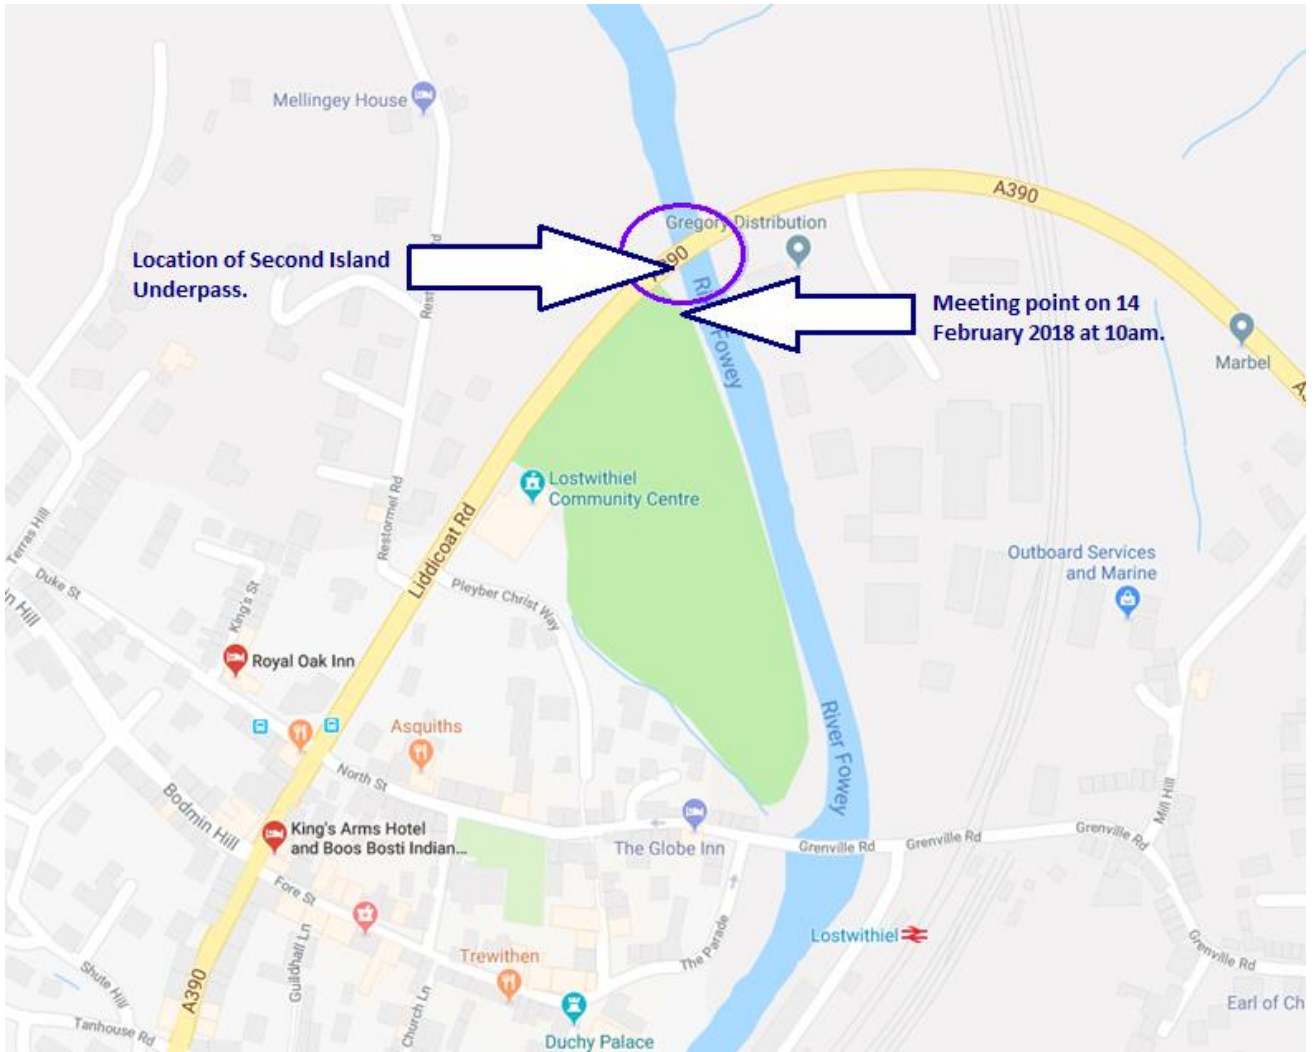 Mellingey House
A390
Gregory Distribution
Location of Second Island
Underpass.
Meeting point on 14
February 2018 at 10am.
Marbel
River Fowey
Lostwithiel
Community Centre
Restormel Rd
Liddicoat Rd
Terras Hill
Duke St
King's St
Pleyber Christ Way
Outboard Services
and Marine
Royal Oak Inn
Asquiths
North St
River Fowey
Bodmin Hill
King's Arms Hotel
and Boos Bosti Indian...
The Globe Inn
Grenville Rd
Grenville Rd
Grenville Rd
Mill Hill
Fore St
Guildhall Ln
Trewithen
The Parade
Lostwithiel
Grenville Rd
A390
Shute Hill
Tanhouse Rd
Church Ln
Duchy Palace
Earl of Ch